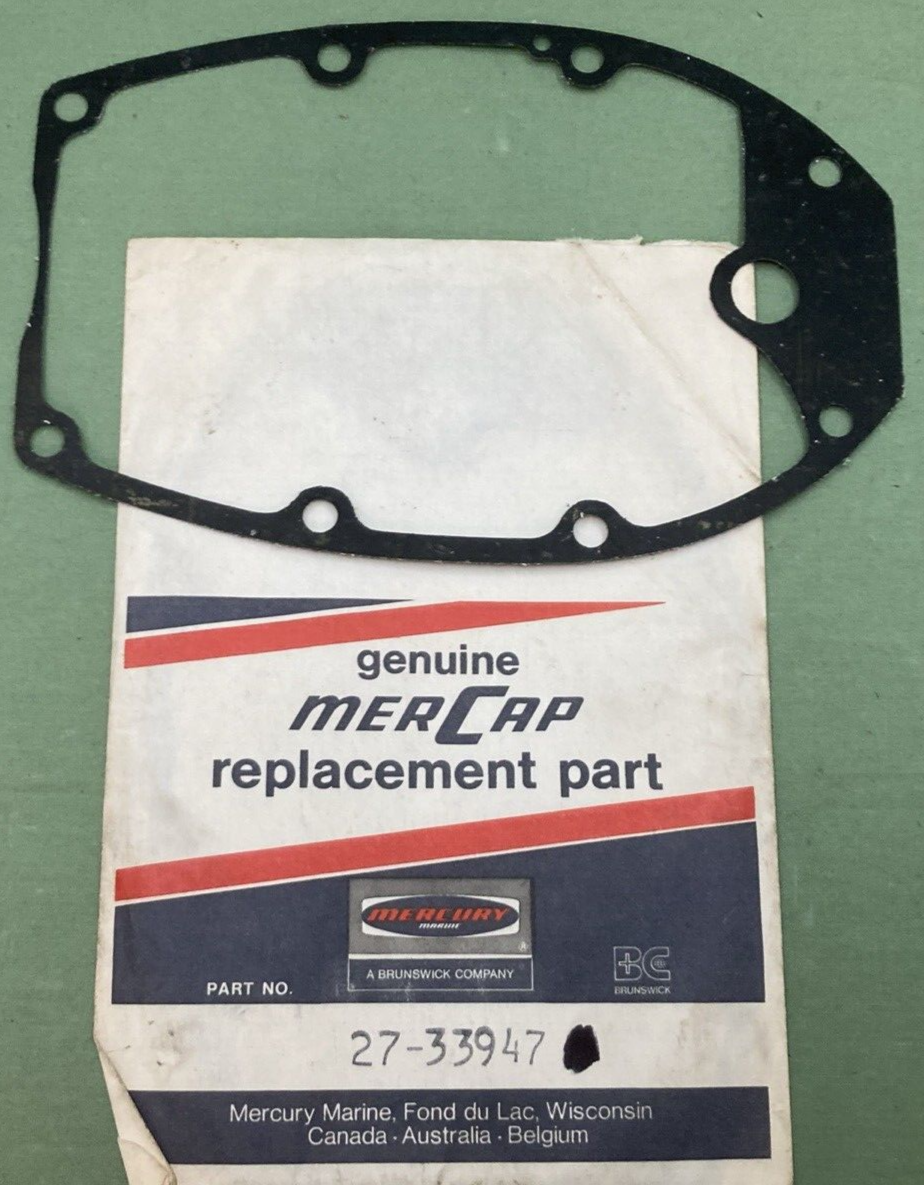 genuine
MERCAP
replacement part
MERCURY
MARINE
®
A BRUNSWICK COMPANY
BC
BRUNSWICK
PART NO.
27-33947
Mercury Marine, Fond du Lac, Wisconsin
Canada · Australia · Belgium